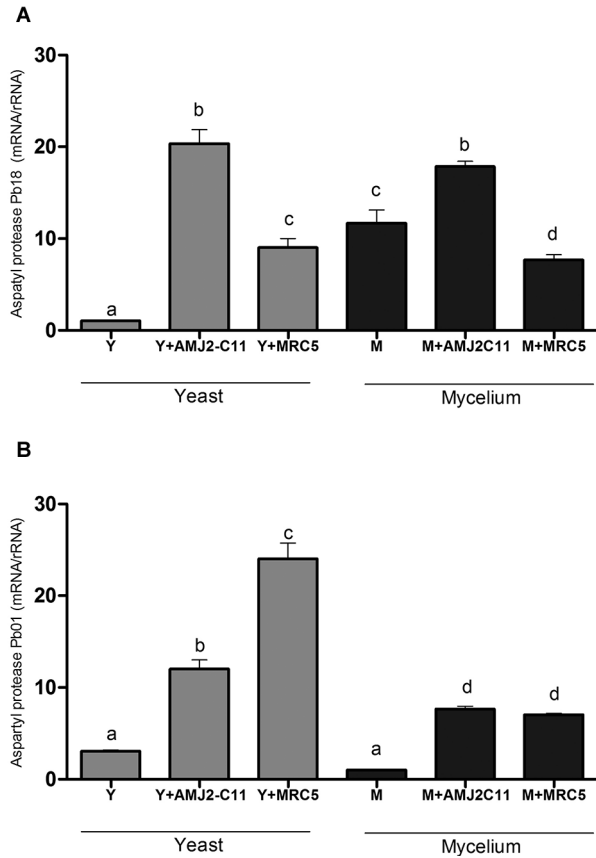 A
Aspatyl protease Pb18 (mRNA/rRNA)
30
20
10
0
a
b
c
c
b
d
Y
Y+AMJ2-C11
Y+MRC5
M
M+AMJ2C11
M+MRC5
Yeast
Mycelium
B
Aspartyl protease Pb01 (mRNA/rRNA)
30
20
10
0
a
b
c
a
d
d
Y
Y+AMJ2-C11
Y+MRC5
M
M+AMJ2C11
M+MRC5
Yeast
Mycelium